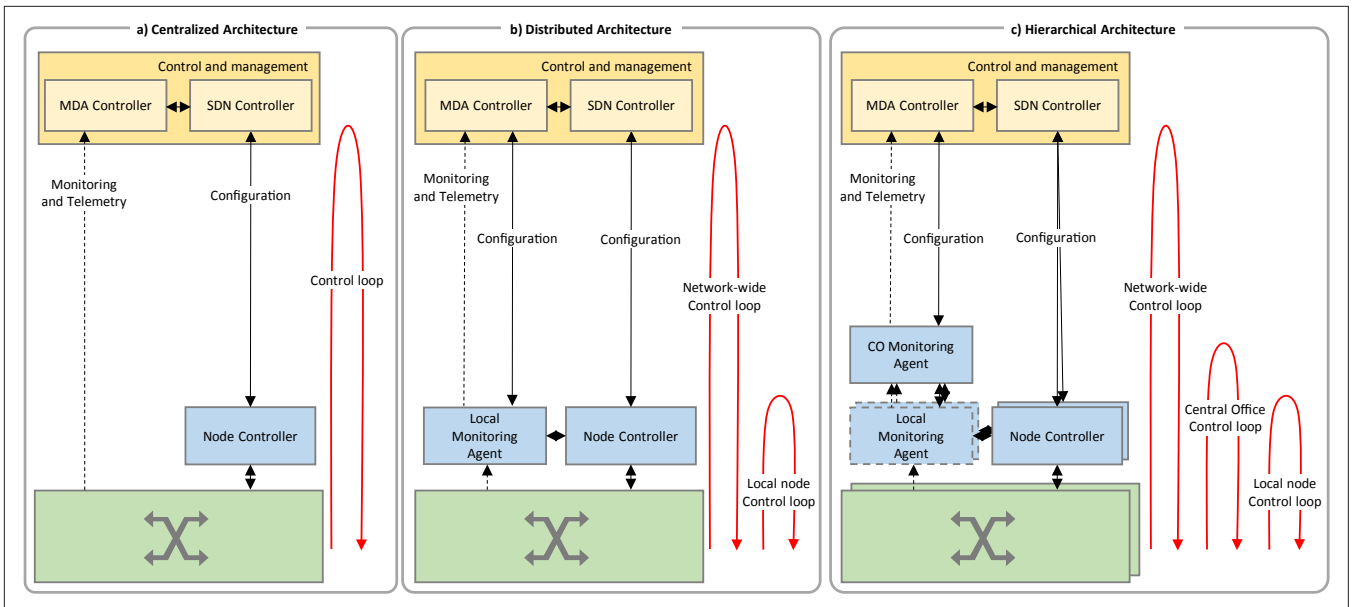 a) Centralized Architecture
Control and management
MDA Controller
SDN Controller
Monitoring
and Telemetry
Configuration
Control loop
Node Controller
b) Distributed Architecture
Control and management
MDA Controller
SDN Controller
Monitoring
and Telemetry
Configuration
Configuration
Network-wide
Control loop
Local
Monitoring
Agent
Node Controller
Local node
Control loop
c) Hierarchical Architecture
Control and management
MDA Controller
SDN Controller
Monitoring
and Telemetry
Configuration
Configuration
Network-wide
Control loop
CO Monitoring
Agent
Local
Monitoring
Agent
Node Controller
Central Office
Control loop
Local node
Control loop